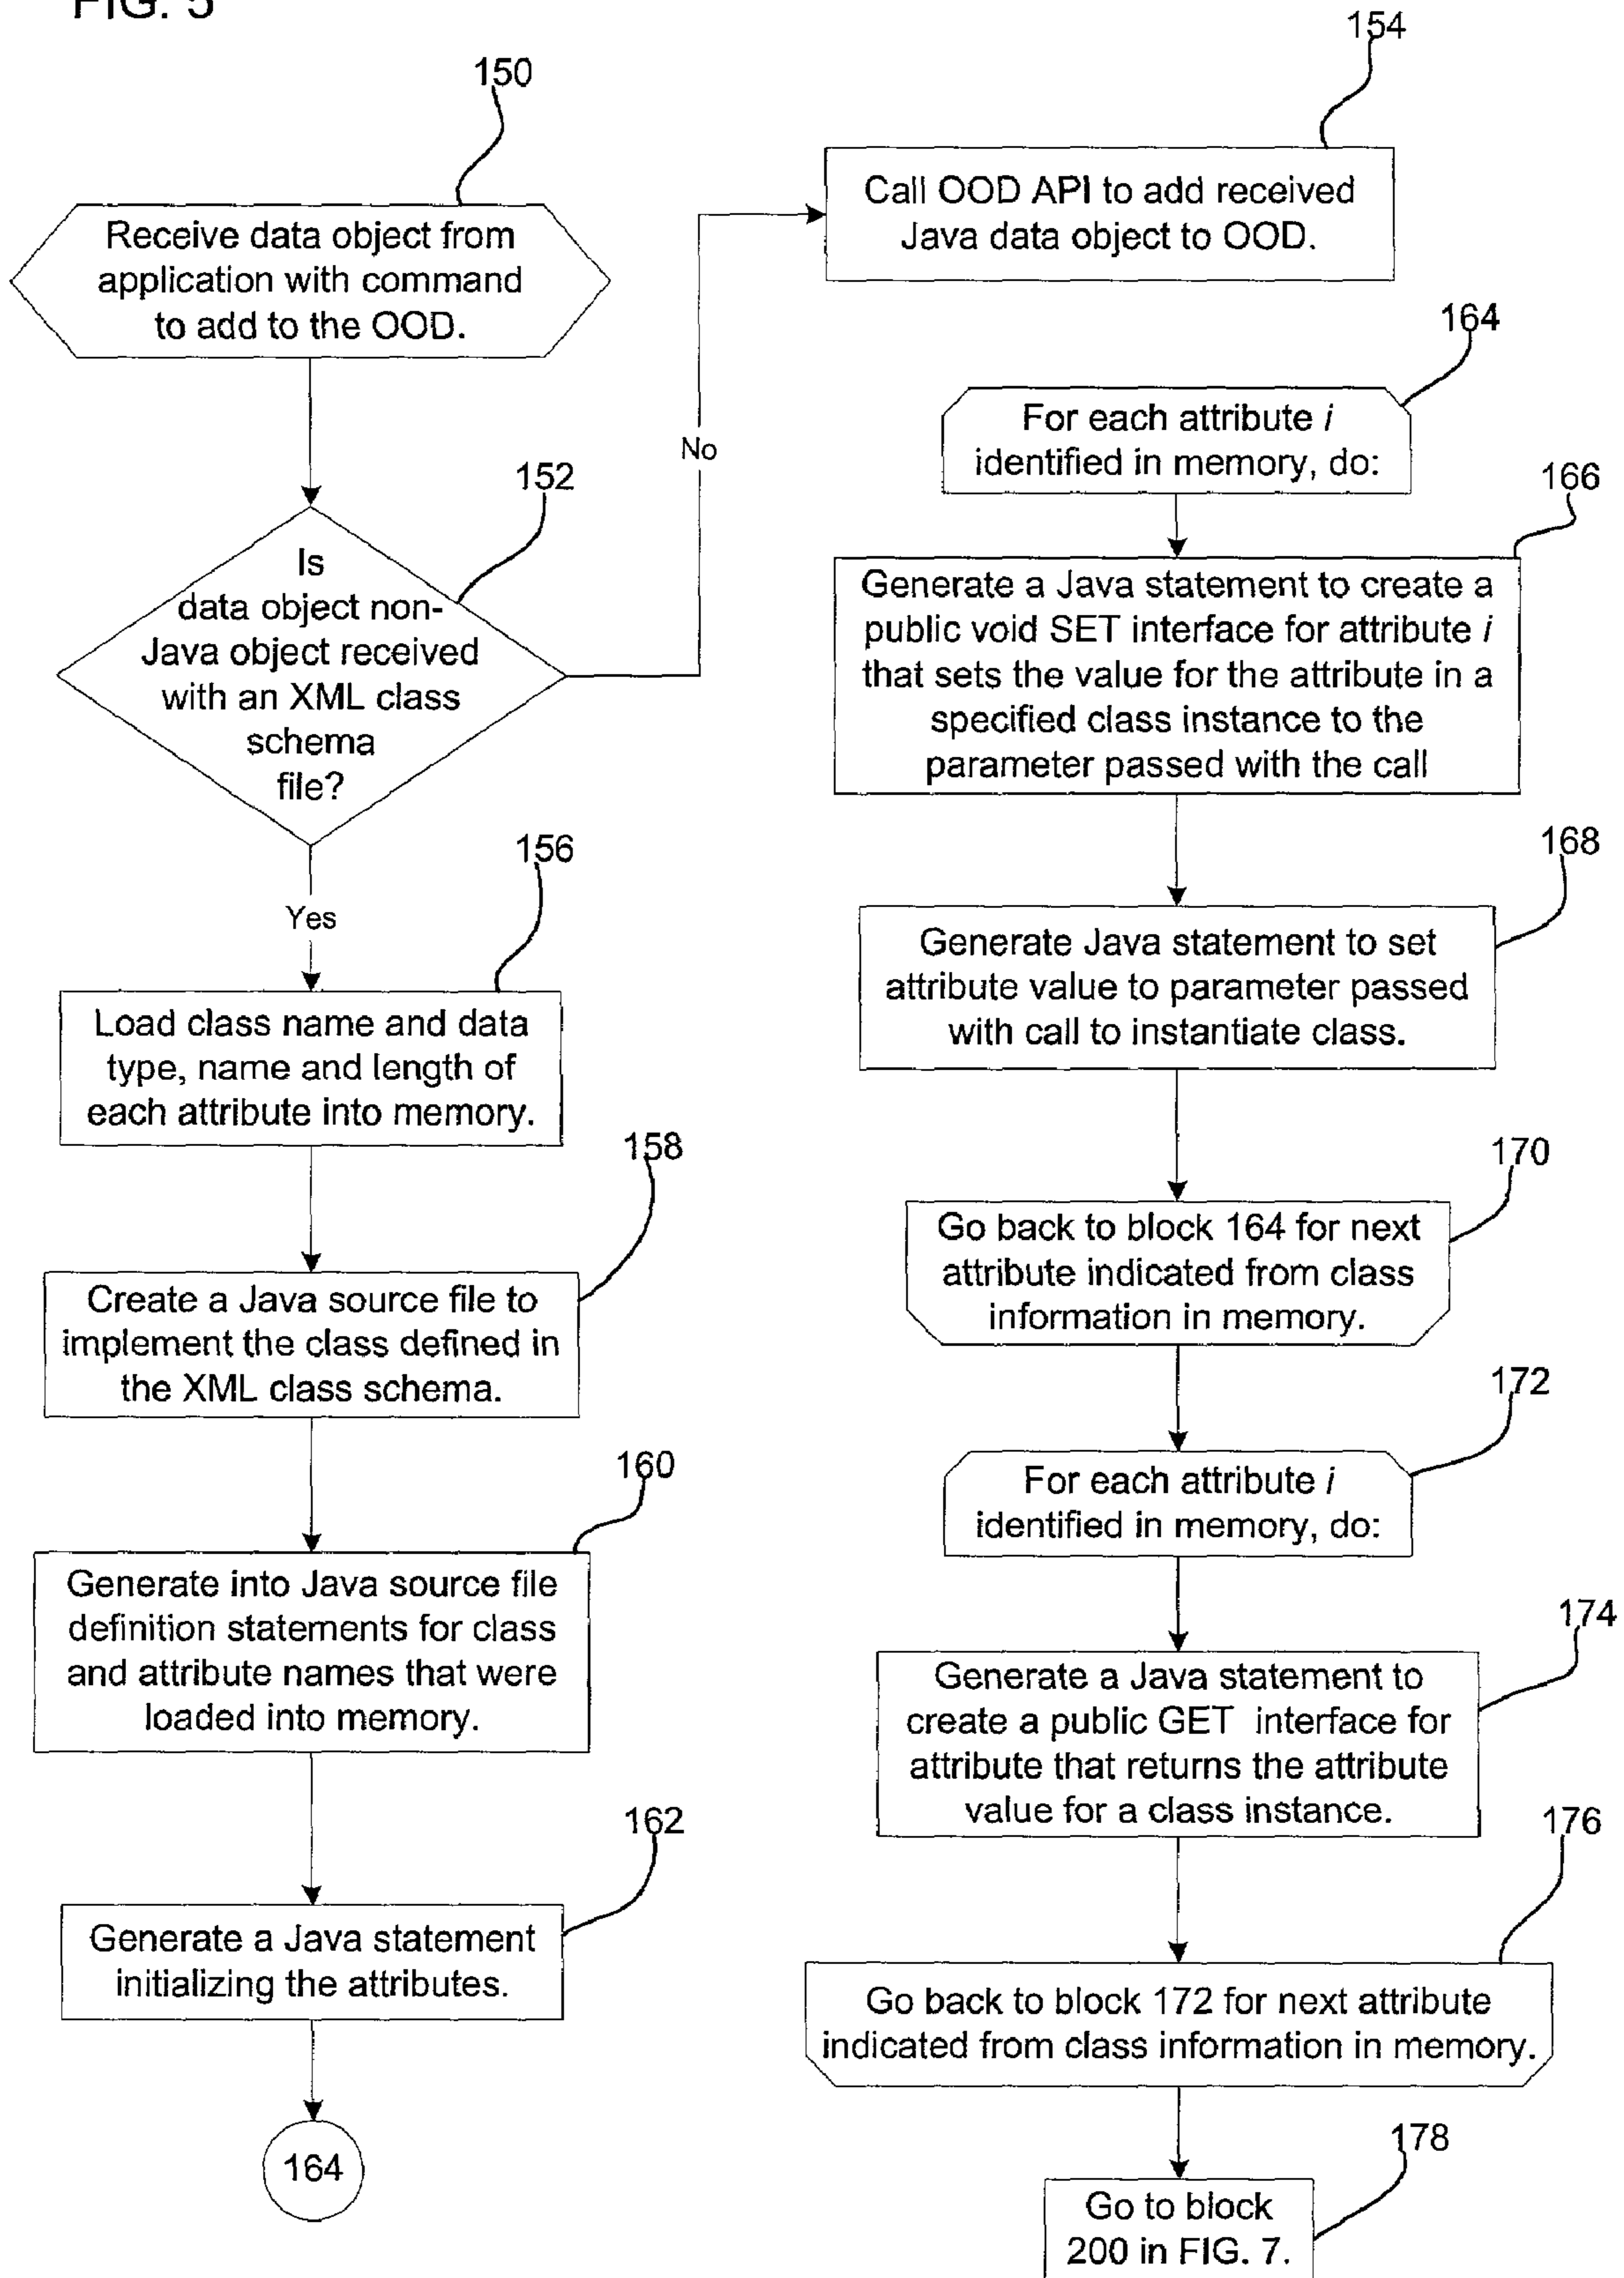 FIG. 5
150
Receive data object from
application with command
to add to the OOD.
152
Is
data object non-
Java object received
with an XML class
schema
file?
No
Yes
154
Call OOD API to add received
Java data object to OOD.
156
Load class name and data
type, name and length of
each attribute into memory.
158
Create a Java source file to
implement the class defined in
the XML class schema.
160
Generate into Java source file
definition statements for class
and attribute names that were
loaded into memory.
162
Generate a Java statement
initializing the attributes.
164
164
For each attribute i
identified in memory, do:
166
Generate a Java statement to create a
public void SET interface for attribute i
that sets the value for the attribute in a
specified class instance to the
parameter passed with the call
168
Generate Java statement to set
attribute value to parameter passed
with call to instantiate class.
170
Go back to block 164 for next
attribute indicated from class
information in memory.
172
For each attribute i
identified in memory, do:
174
Generate a Java statement to
create a public GET interface for
attribute that returns the attribute
value for a class instance.
176
Go back to block 172 for next attribute
indicated from class information in memory.
178
Go to block
200 in FIG. 7.